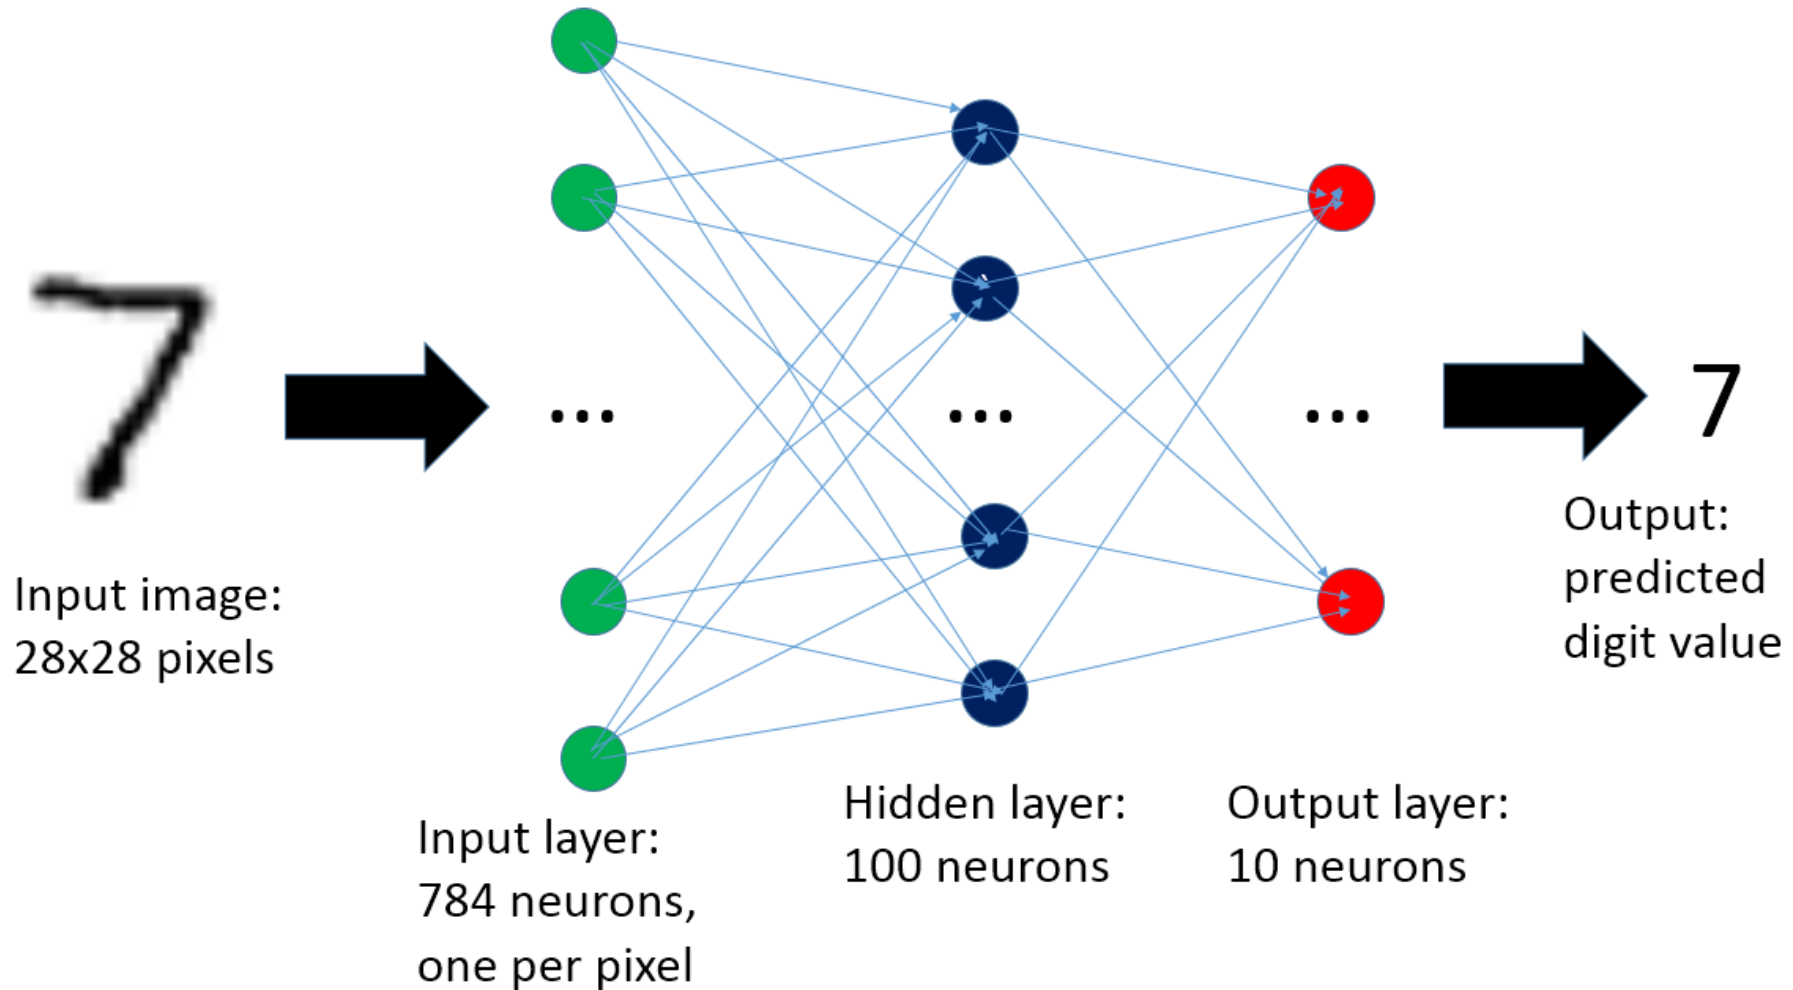 7
Input image:
28x28 pixels
...
...
...
7
Output:
predicted
digit value
Input layer:
784 neurons,
one per pixel
Hidden layer:
100 neurons
Output layer:
10 neurons